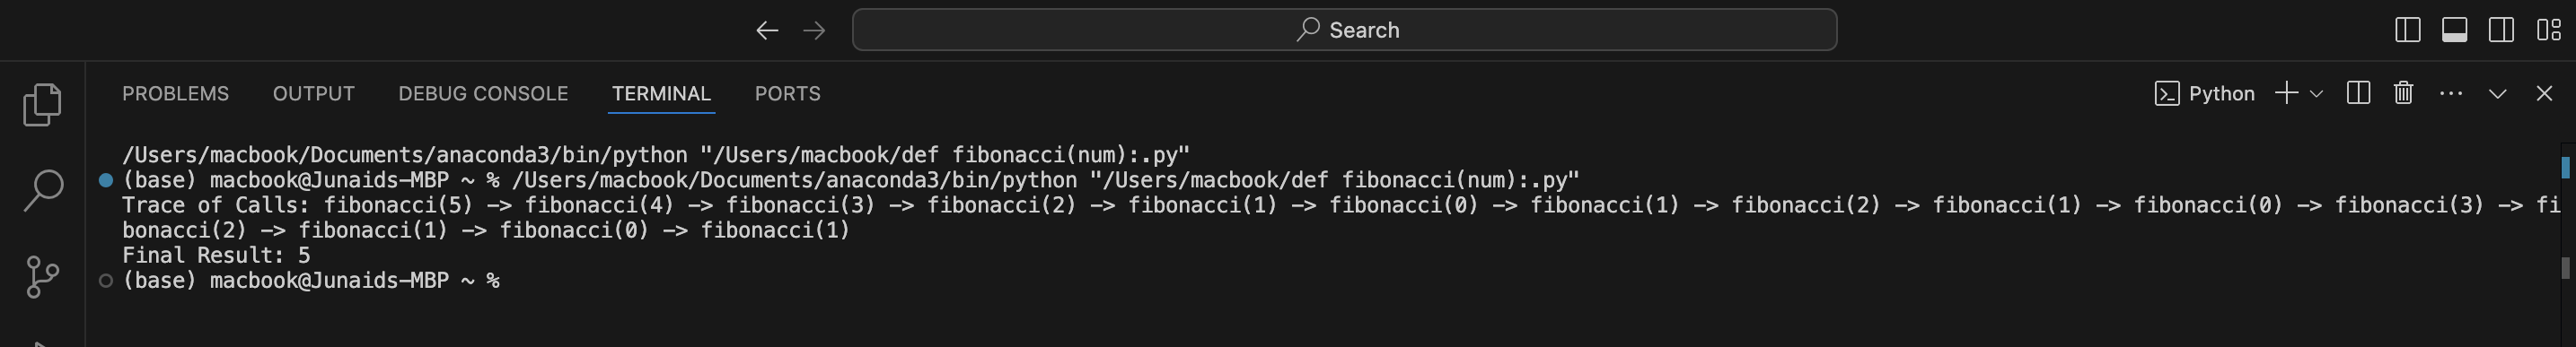 Search
PROBLEMS OUTPUT DEBUG CONSOLE TERMINAL PORTS Python
/Users/macbook/Documents/anaconda3/bin/python "/Users/macbook/def fibonacci(num):.py"
(base) macbook@Junaids-MBP ~ % /Users/macbook/Documents/anaconda3/bin/python "/Users/macbook/def fibonacci(num):.py"
Trace of Calls: fibonacci(5) -> fibonacci(4) -> fibonacci(3) -> fibonacci(2) -> fibonacci(1) -> fibonacci(0) -> fibonacci(1) -> fibonacci(2) -> fibonacci(1) -> fibonacci(0) -> fibonacci(3) -> fi
bonacci(2) -> fibonacci(1) -> fibonacci(0) -> fibonacci(1)
Final Result: 5
(base) macbook@Junaids-MBP ~ %